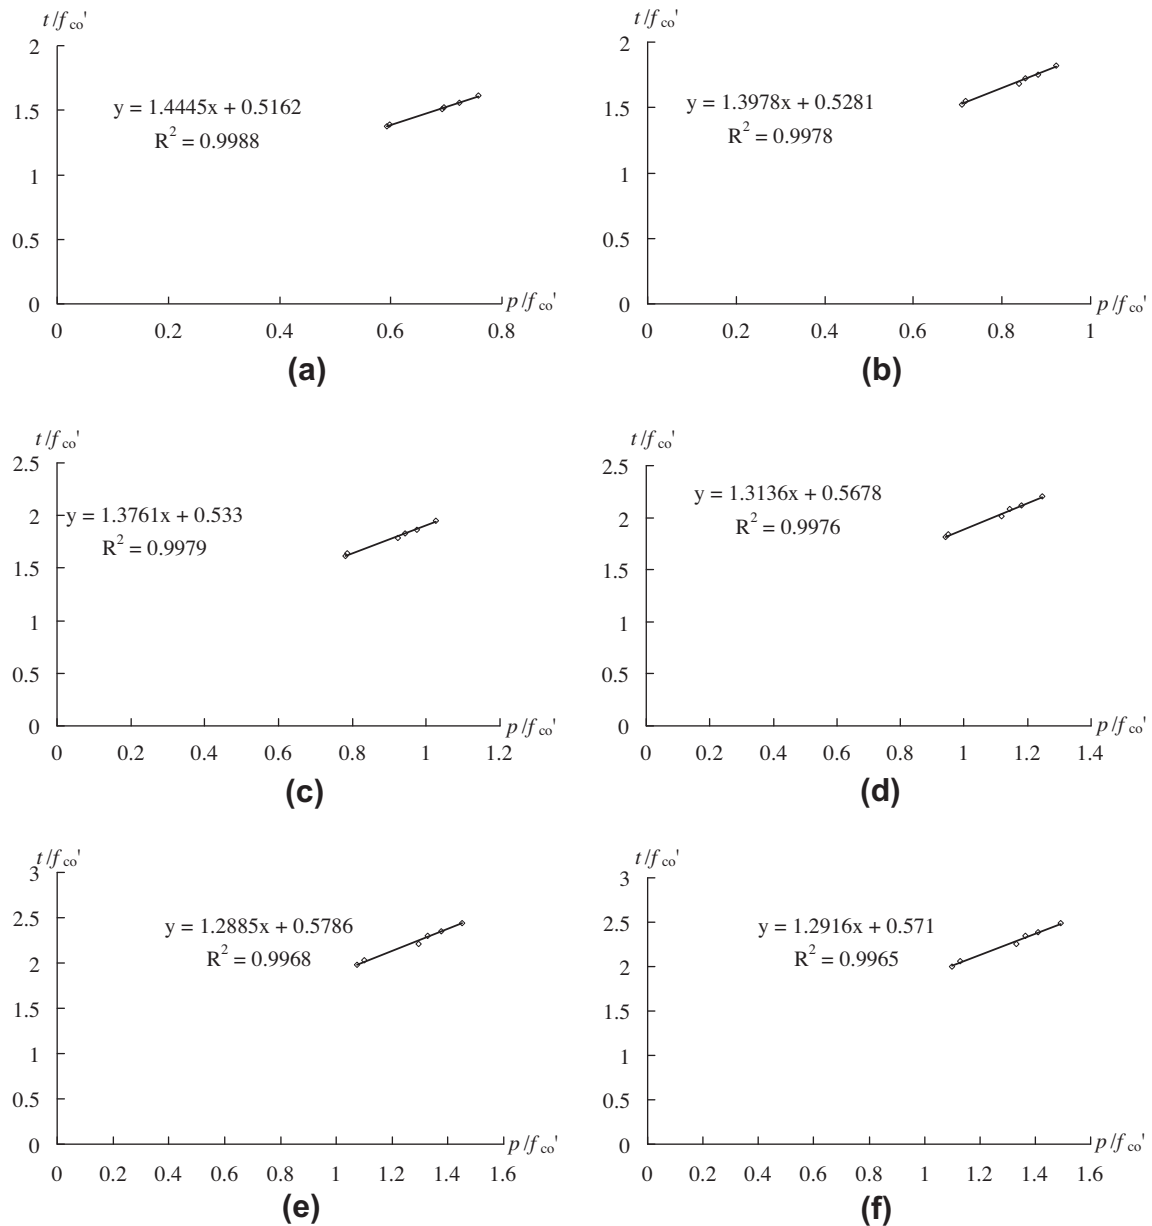 t/fco'
2
y = 1.4445x + 0.5162
1.5
R² = 0.9988
1
0.5
0
p/fco'
0 0.2 0.4 0.6 0.8
(a)
t/fco'
2
1.5
y = 1.3978x + 0.5281
R² = 0.9978
1
0.5
0
p/fco'
0 0.2 0.4 0.6 0.8 1
(b)
t/fco'
2.5
2
y = 1.3761x + 0.533
R² = 0.9979
1.5
1
0.5
0
p/fco'
0 0.2 0.4 0.6 0.8 1 1.2
(c)
t/fco'
2.5
y = 1.3136x + 0.5678
2
R² = 0.9976
1.5
1
0.5
0
p/fco'
0 0.2 0.4 0.6 0.8 1 1.2 1.4
(d)
t/fco'
3
2.5
y = 1.2885x + 0.5786
R² = 0.9968
2
1.5
1
0.5
0
p/fco'
0 0.2 0.4 0.6 0.8 1 1.2 1.4 1.6
(e)
t/fco'
3
2.5
y = 1.2916x + 0.571
R² = 0.9965
2
1.5
1
0.5
0
p/fco'
0 0.2 0.4 0.6 0.8 1 1.2 1.4 1.6
(f)